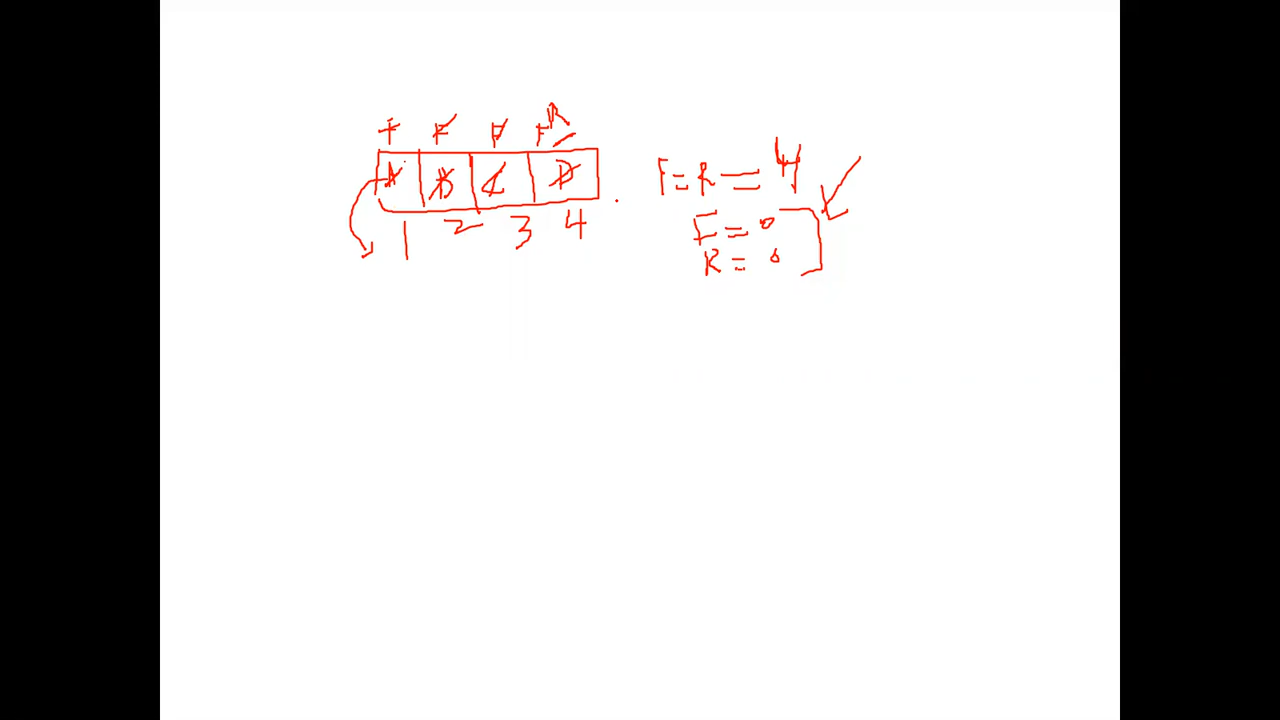 F F F F R
A B C D
1 2 3 4
F = R = 4
F = 0
R = 0